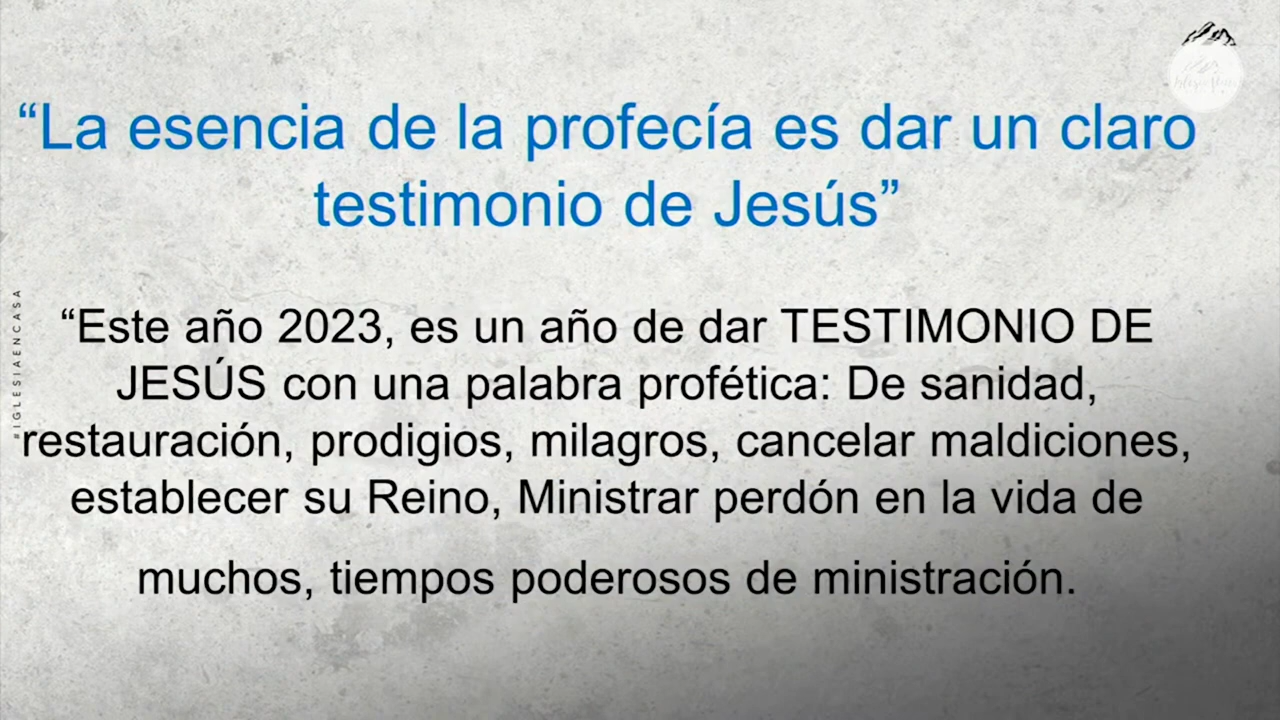 “La esencia de la profecía es dar un claro
testimonio de Jesús”
“Este año 2023, es un año de dar TESTIMONIO DE
JESÚS con una palabra profética: De sanidad,
restauración, prodigios, milagros, cancelar maldiciones,
establecer su Reino, Ministrar perdón en la vida de
muchos, tiempos poderosos de ministración.
#IGLESIAENCASA